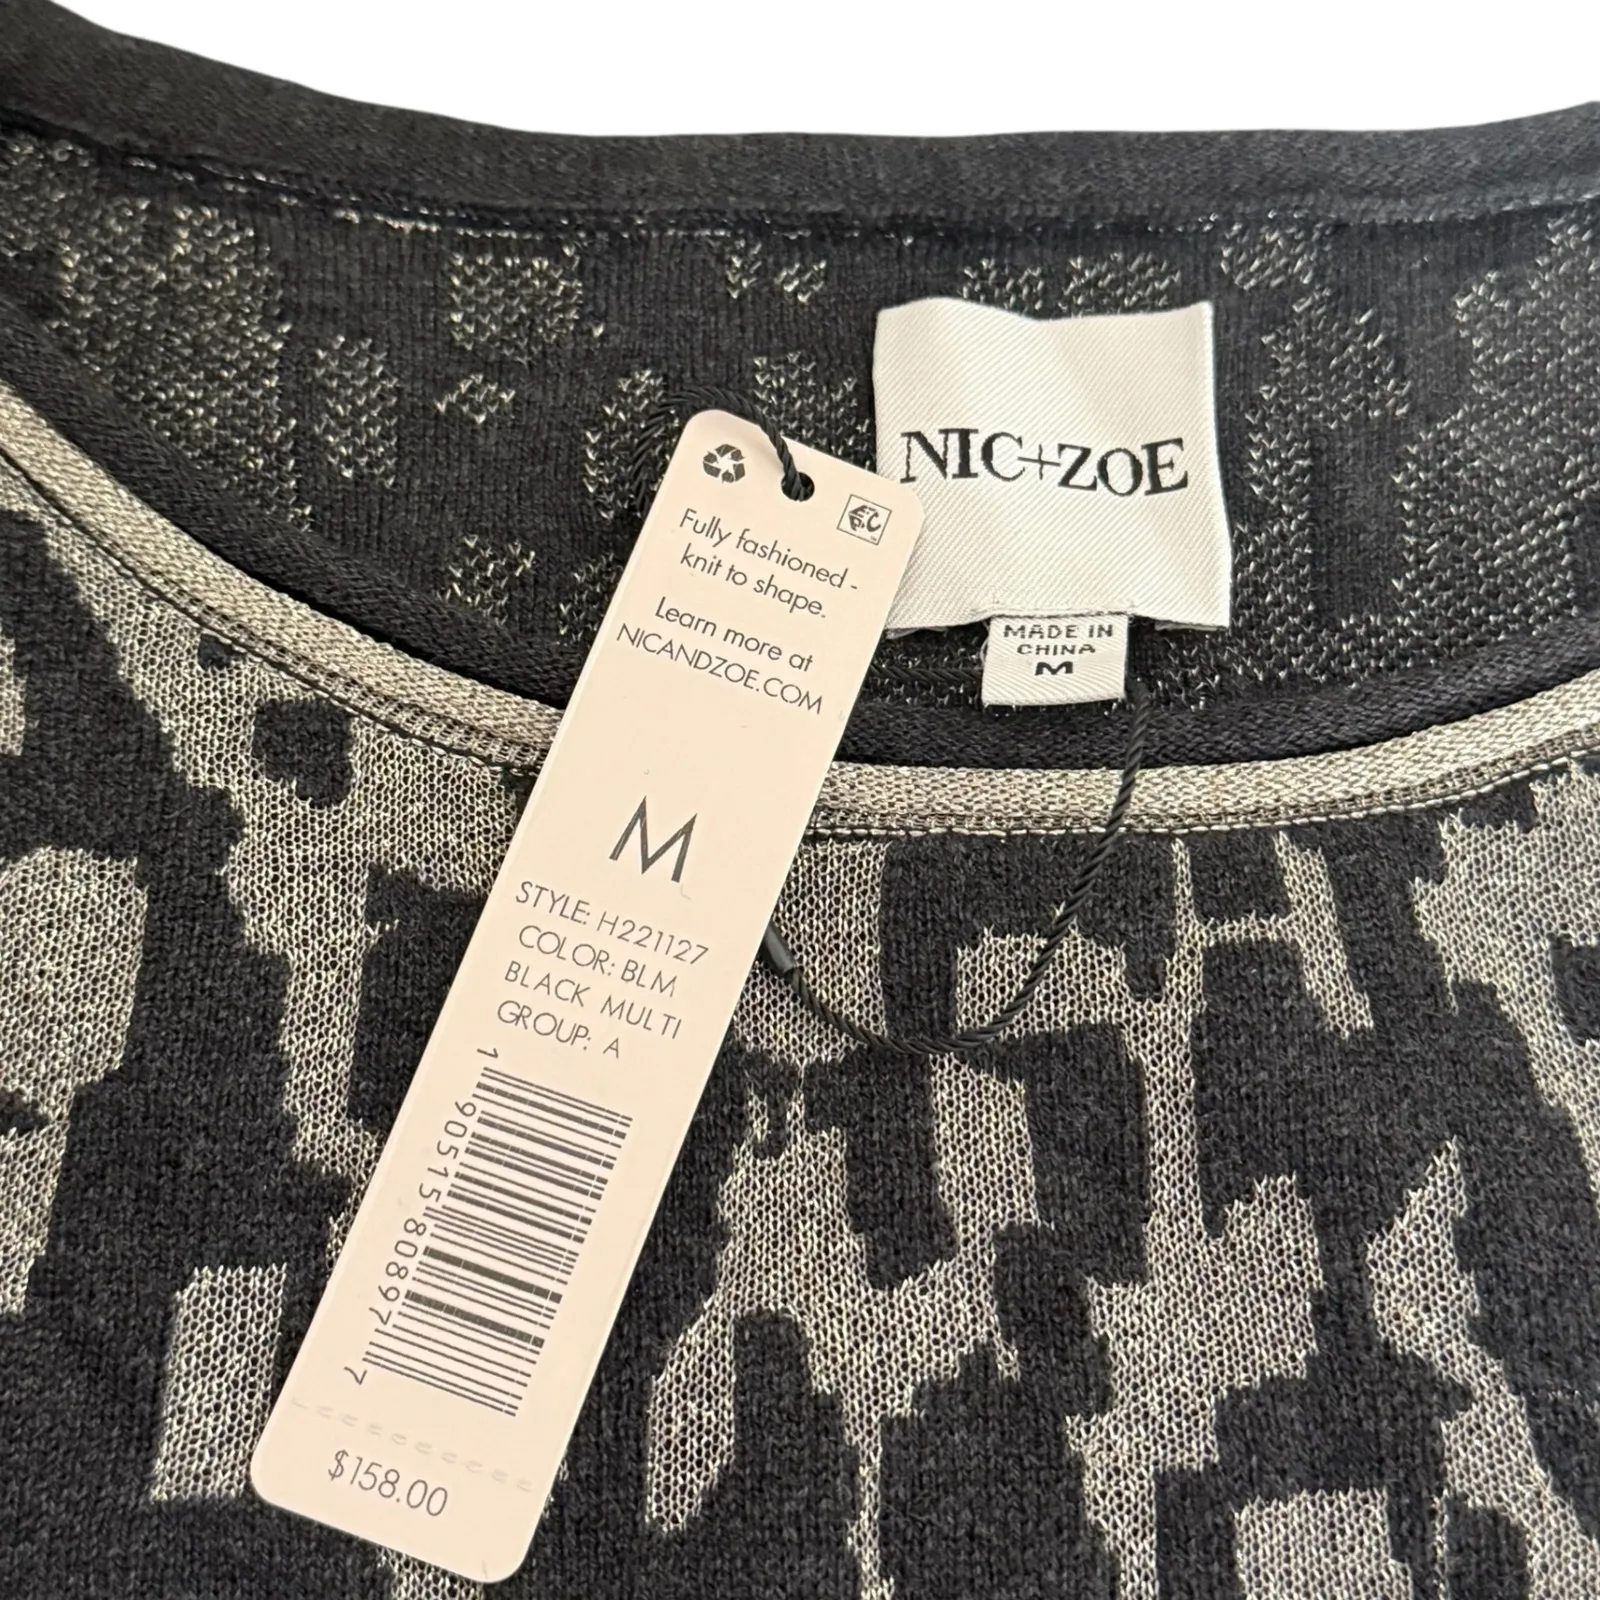 NIC+ZOE
MADE IN
CHINA
M
Fully fashioned -
knit to shape.
Learn more at
NICANDZOE.COM
M
STYLE: H221127
COLOR: BLM
BLACK MULTI
GROUP: A
1 90515 80897 7
$158.00